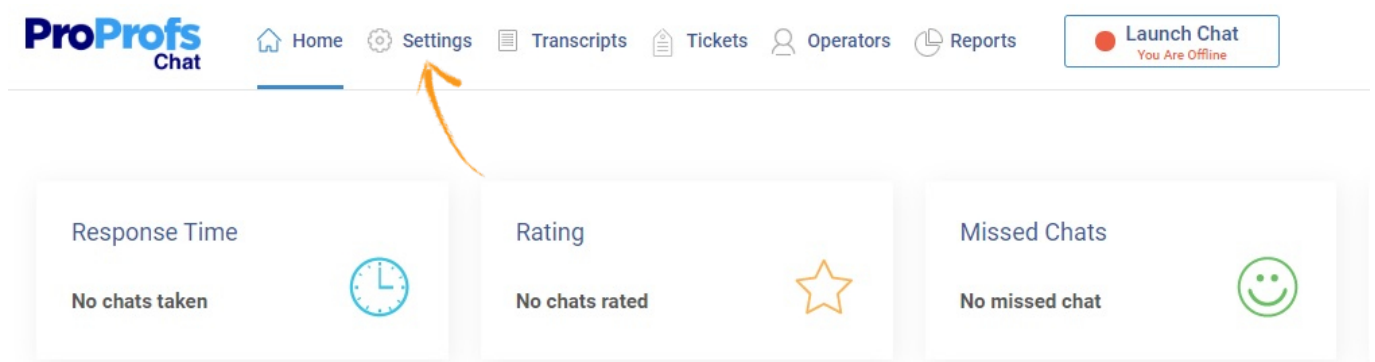 ProProfs
Chat
Home
Settings
Transcripts
Tickets
Operators
Reports
Launch Chat
You Are Offline
Response Time
No chats taken
Rating
No chats rated
Missed Chats
No missed chat